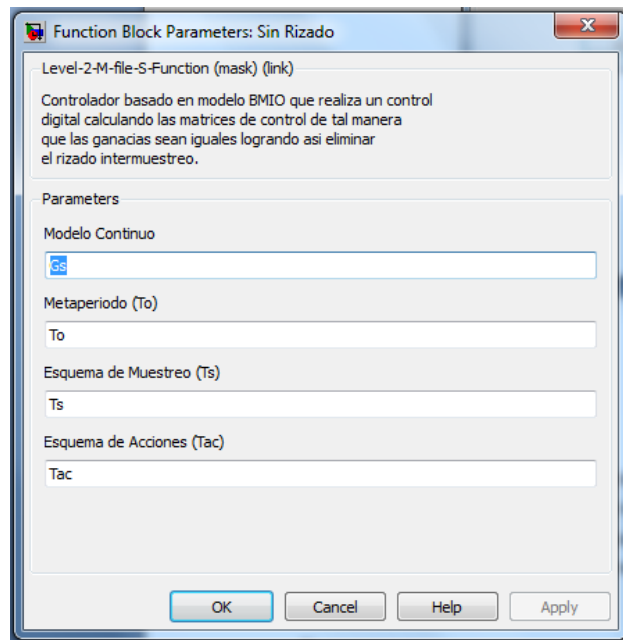 Function Block Parameters: Sin Rizado
Level-2-M-file-S-Function (mask) (link)
Controlador basado en modelo BMIO que realiza un control
digital calculando las matrices de control de tal manera
que las ganacias sean iguales logrando asi eliminar
el rizado intermuestreo.
Parameters
Modelo Continuo
Gs
Metaperiodo (To)
To
Esquema de Muestreo (Ts)
Ts
Esquema de Acciones (Tac)
Tac
OK Cancel Help Apply